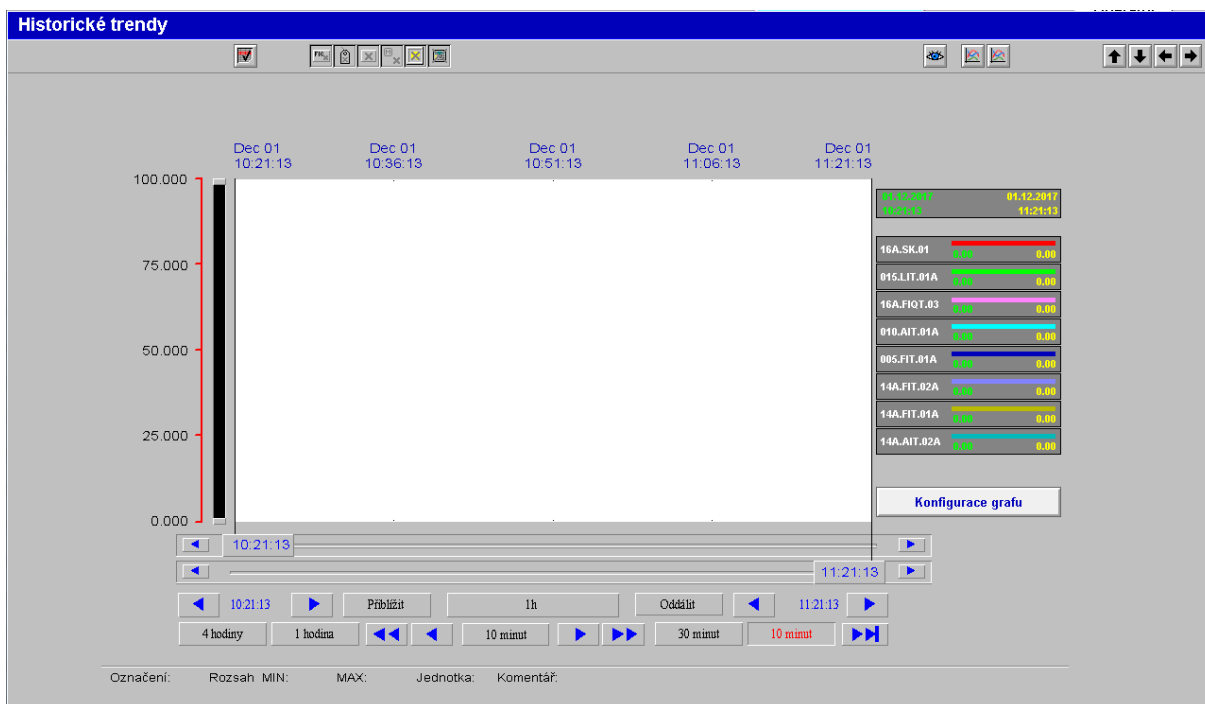 Historické trendy
Dec 01 Dec 01 Dec 01 Dec 01 Dec 01
10:21:13 10:36:13 10:51:13 11:06:13 11:21:13
100.000
75.000
50.000
25.000
0.000
01.12.2017 01.12.2017
10:21:13 11:21:13
16A.SK.01 0.00 0.00
015.LIT.01A 0.00 0.00
16A.FIQT.03 0.00 0.00
010.AIT.01A 0.00 0.00
005.FIT.01A 0.00 0.00
14A.FIT.02A 0.00 0.00
14A.FIT.01A 0.00 0.00
14A.AIT.02A 0.00 0.00
Konfigurace grafu
10:21:13
11:21:13
10:21:13 Přiblížit 1h Oddálit 11:21:13
4 hodiny 1 hodina 10 minut 30 minut 10 minut
Označení: Rozsah MIN: MAX: Jednotka: Komentář: